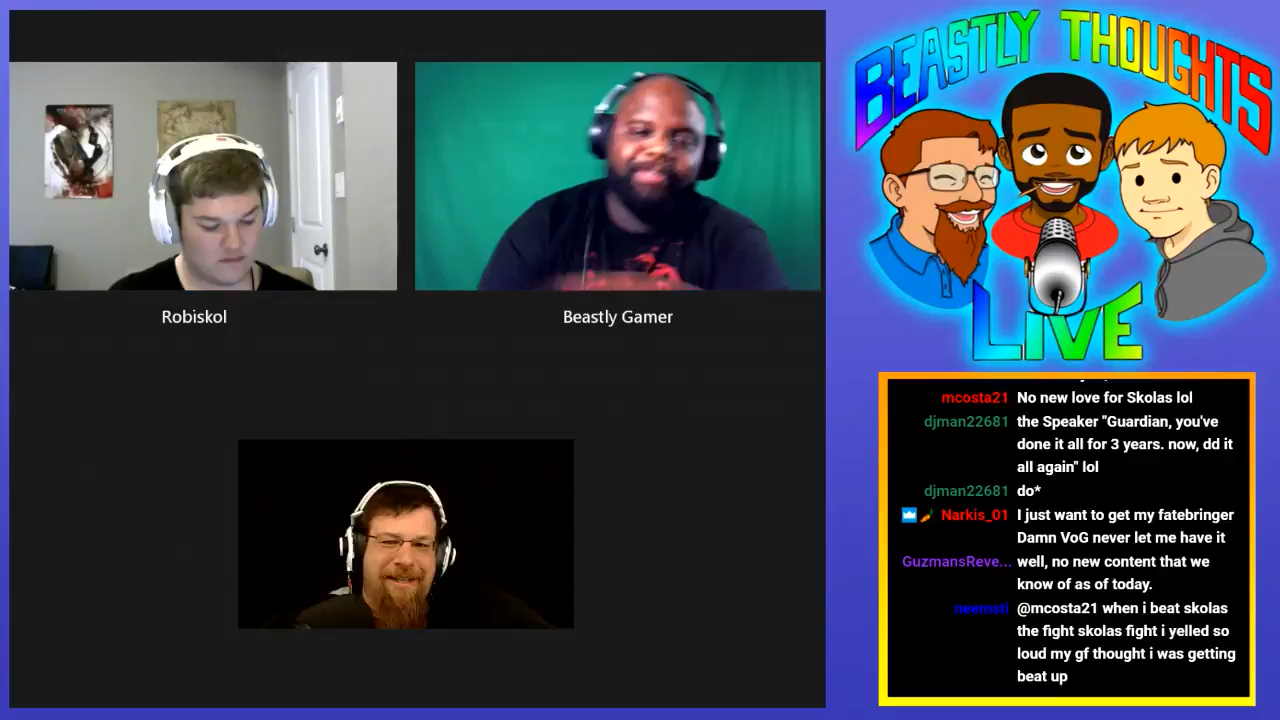 Robiskol
Beastly Gamer
BEASTLY THOUGHTS
LIVE
mcosta21 No new love for Skolas lol
djman22681 the Speaker "Guardian, you've
done it all for 3 years. now, dd it
all again" lol
djman22681 do*
Narkis_01 I just want to get my fatebringer
Damn VoG never let me have it
GuzmansReve... well, no new content that we
know of as of today.
neemstl @mcosta21 when i beat skolas
the fight skolas fight i yelled so
loud my gf thought i was getting
beat up